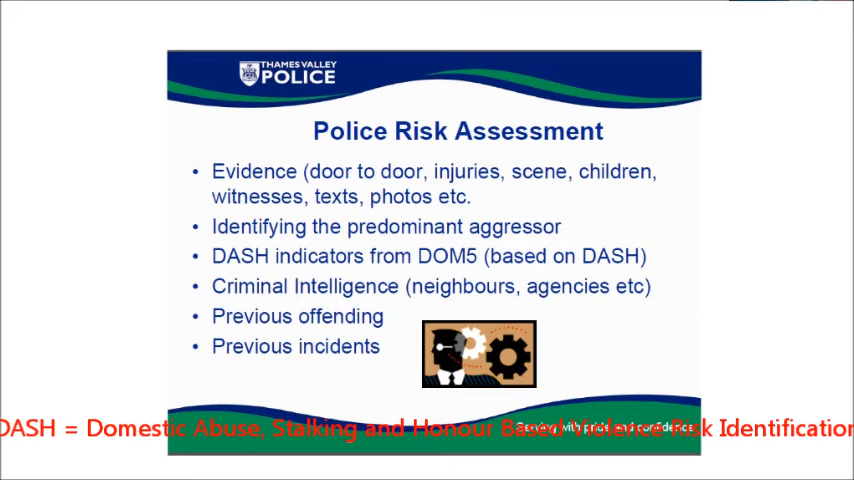 THAMES VALLEY
POLICE
Police Risk Assessment
• Evidence (door to door, injuries, scene, children,
witnesses, texts, photos etc.
• Identifying the predominant aggressor
• DASH indicators from DOM5 (based on DASH)
• Criminal Intelligence (neighbours, agencies etc)
• Previous offending
• Previous incidents
DASH = Domestic Abuse, Stalking and Honour Based Violence Risk Identification
Serving with pride and confidence